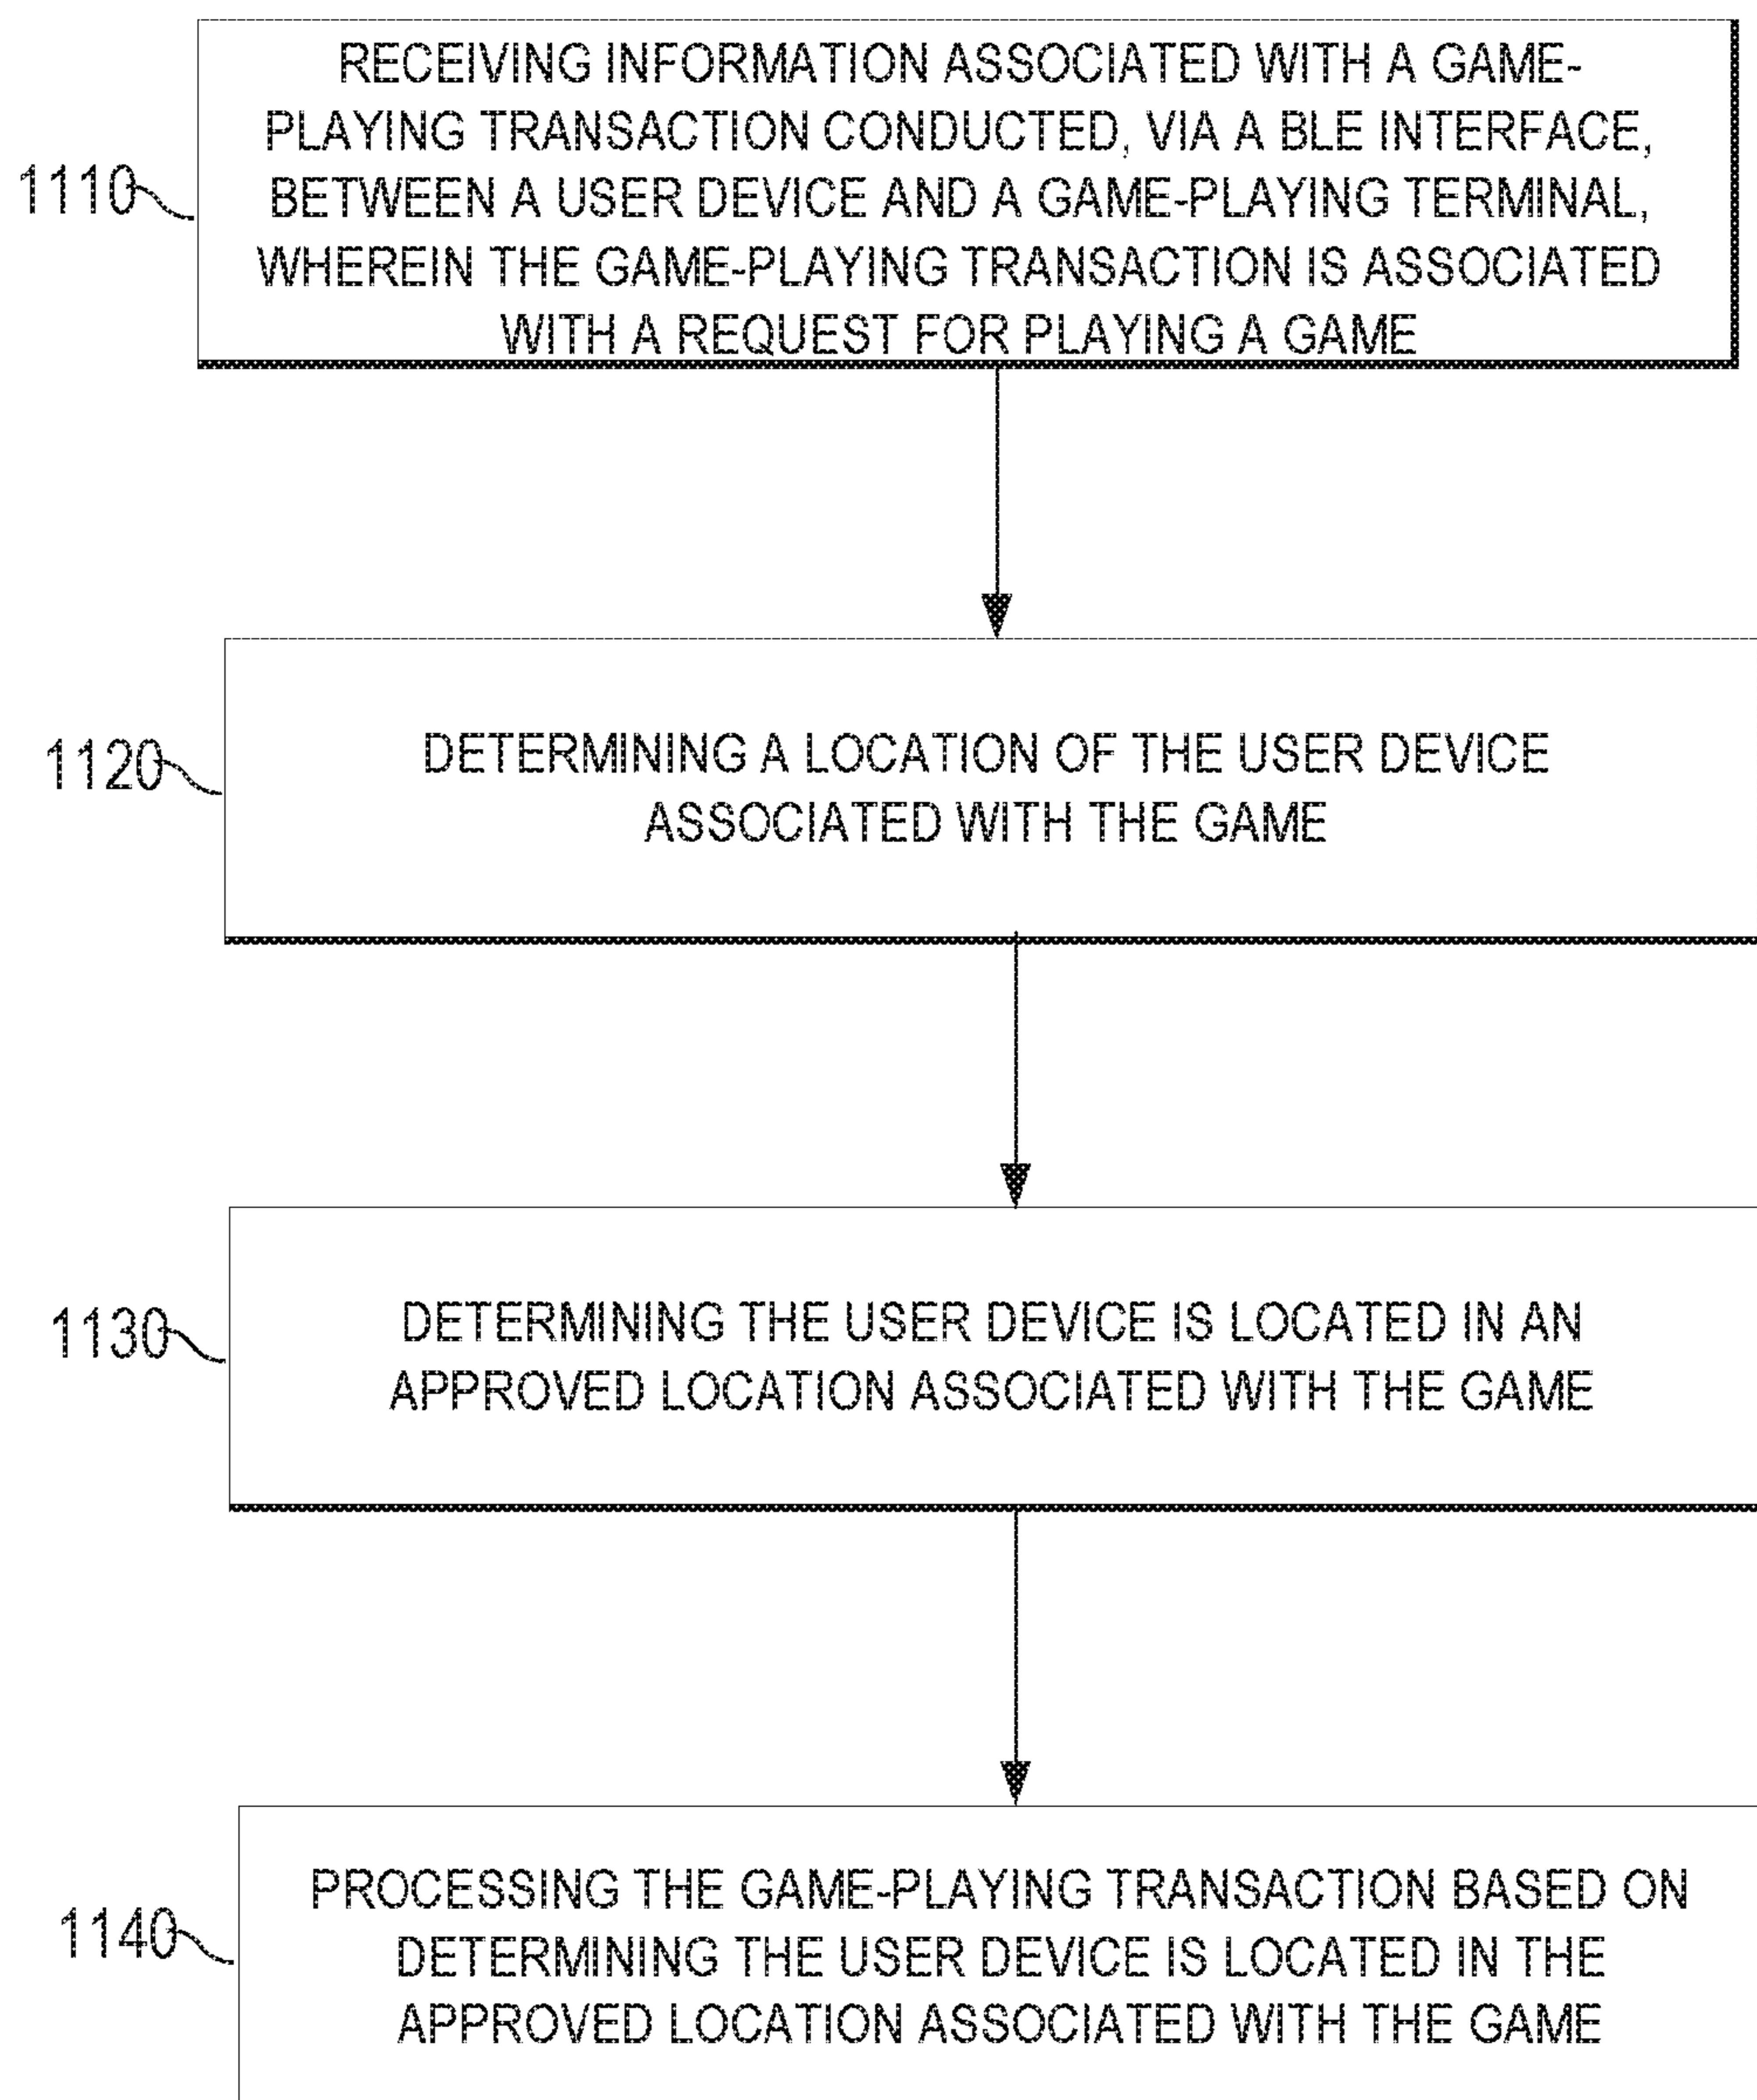 RECEIVING INFORMATION ASSOCIATED WITH A GAME-
PLAYING TRANSACTION CONDUCTED, VIA A BLE INTERFACE,
1110
BETWEEN A USER DEVICE AND A GAME-PLAYING TERMINAL,
WHEREIN THE GAME-PLAYING TRANSACTION IS ASSOCIATED
WITH A REQUEST FOR PLAYING A GAME
1120
DETERMINING A LOCATION OF THE USER DEVICE
ASSOCIATED WITH THE GAME
1130
DETERMINING THE USER DEVICE IS LOCATED IN AN
APPROVED LOCATION ASSOCIATED WITH THE GAME
1140
PROCESSING THE GAME-PLAYING TRANSACTION BASED ON
DETERMINING THE USER DEVICE IS LOCATED IN THE
APPROVED LOCATION ASSOCIATED WITH THE GAME